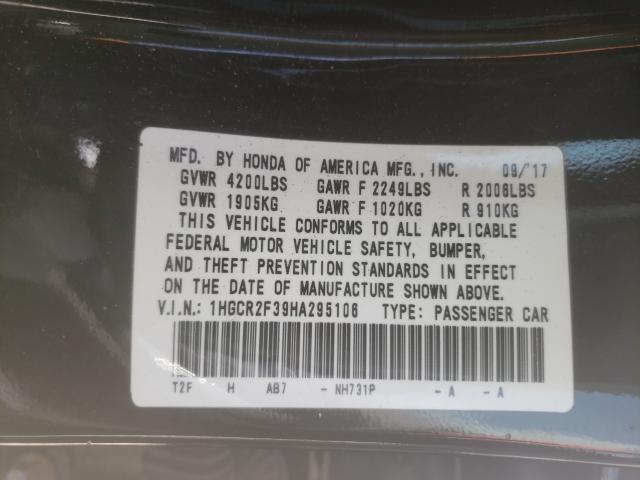 MFD. BY HONDA OF AMERICA MFG., INC. 09/17
GVWR 4200LBS GAWR F 2249LBS R 2006LBS
GVWR 1905KG GAWR F 1020KG R 910KG
THIS VEHICLE CONFORMS TO ALL APPLICABLE
FEDERAL MOTOR VEHICLE SAFETY, BUMPER,
AND THEFT PREVENTION STANDARDS IN EFFECT
ON THE DATE OF MANUFACTURE SHOWN ABOVE.
V.I.N.: 1HGCR2F39HA295106 TYPE: PASSENGER CAR
T2F H AB7 - NH731P - A - A